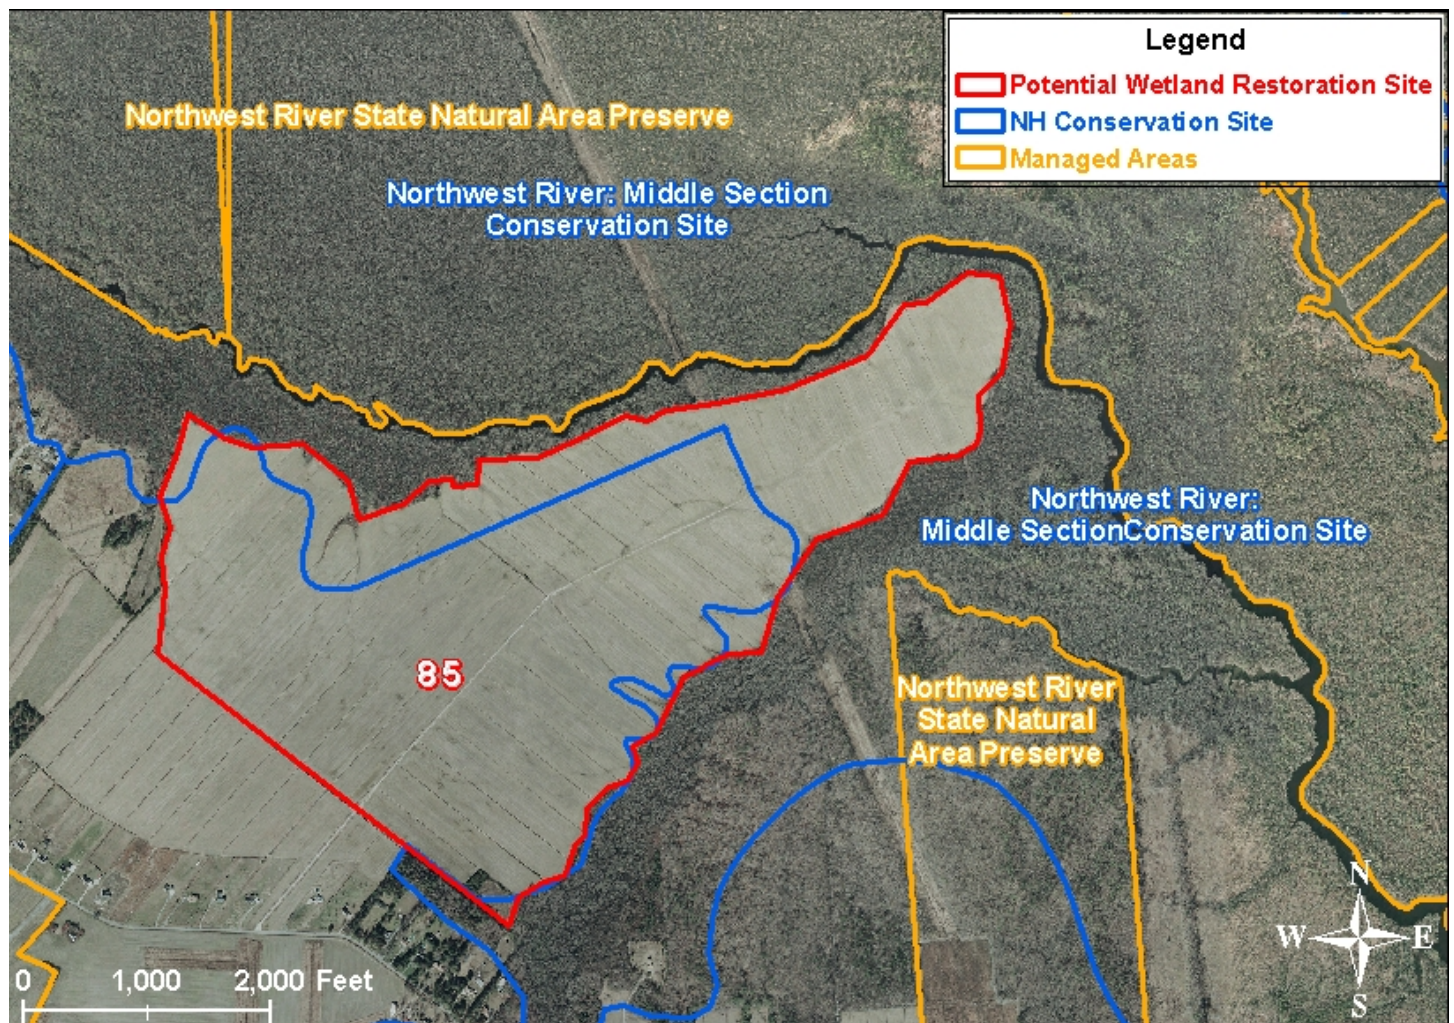 Legend
Potential Wetland Restoration Site
NH Conservation Site
Managed Areas
Northwest River State Natural Area Preserve
Northwest River: Middle Section
Conservation Site
Northwest River:
Middle SectionConservation Site
85
Northwest River
State Natural
Area Preserve
N
W E
S
0 1,000 2,000 Feet